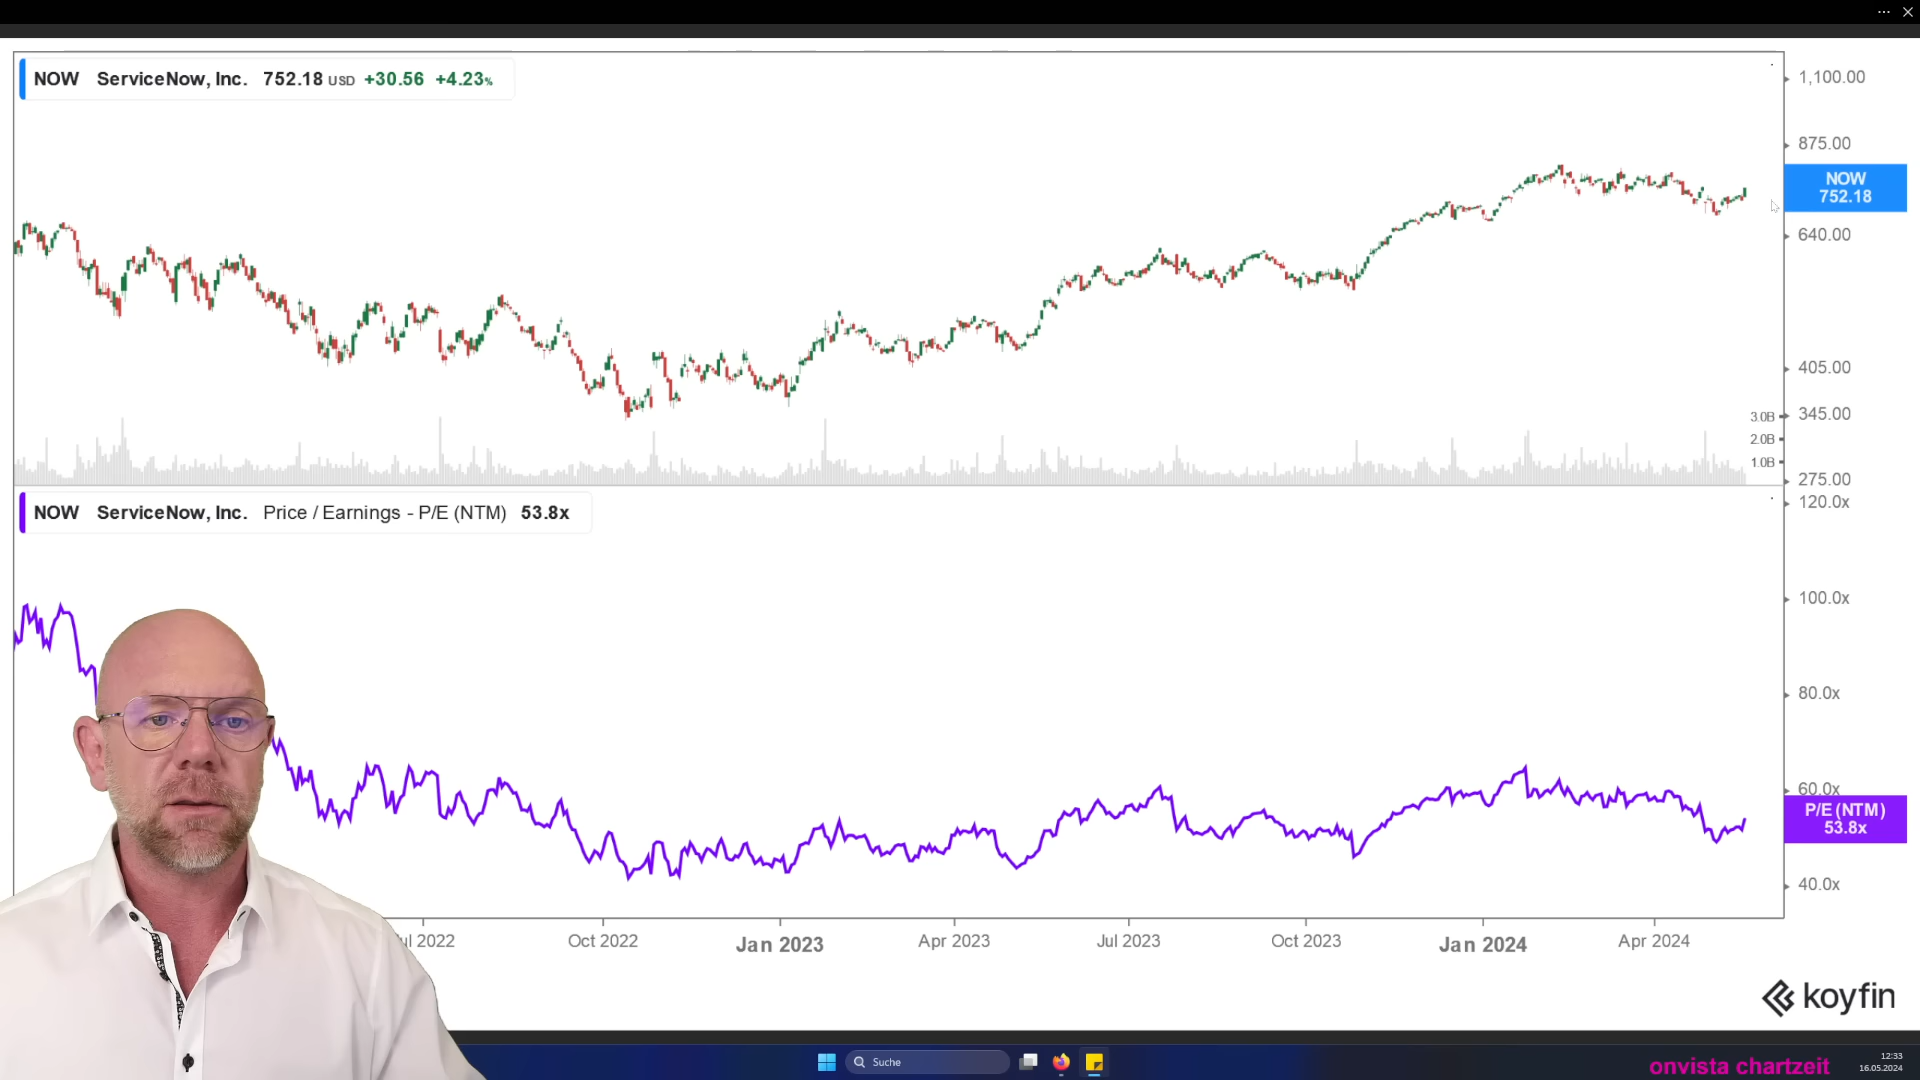 NOW ServiceNow, Inc. 752.18 USD +30.56 +4.23%
1,100.00
875.00
NOW
752.18
640.00
405.00
3.0B
345.00
2.0B
1.0B
275.00
NOW ServiceNow, Inc. Price / Earnings - P/E (NTM) 53.8x
120.0x
100.0x
80.0x
60.0x
P/E (NTM)
53.8x
40.0x
ul 2022 Oct 2022 Jan 2023 Apr 2023 Jul 2023 Oct 2023 Jan 2024 Apr 2024
koyfin
Suche
onvista chartzeit
12:33
16.05.2024